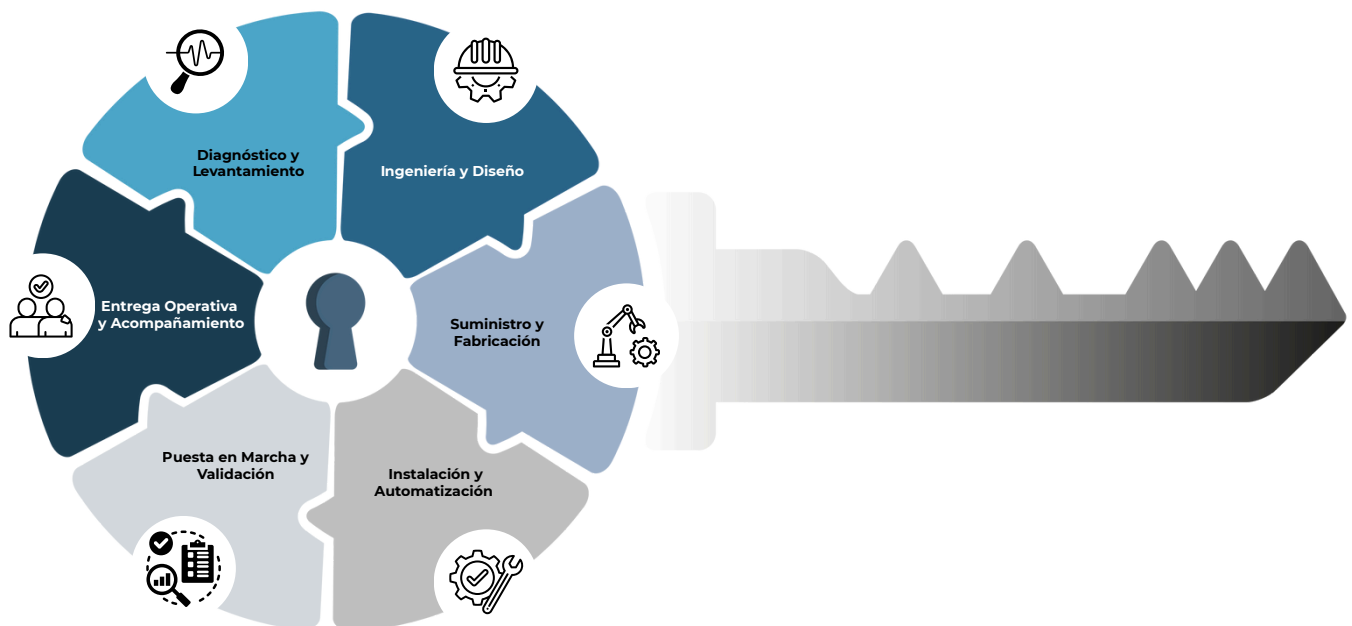 Diagnóstico y
Levantamiento
Ingeniería y Diseño
Suministro y
Fabricación
Instalación y
Automatización
Puesta en Marcha y
Validación
Entrega Operativa
y Acompañamiento